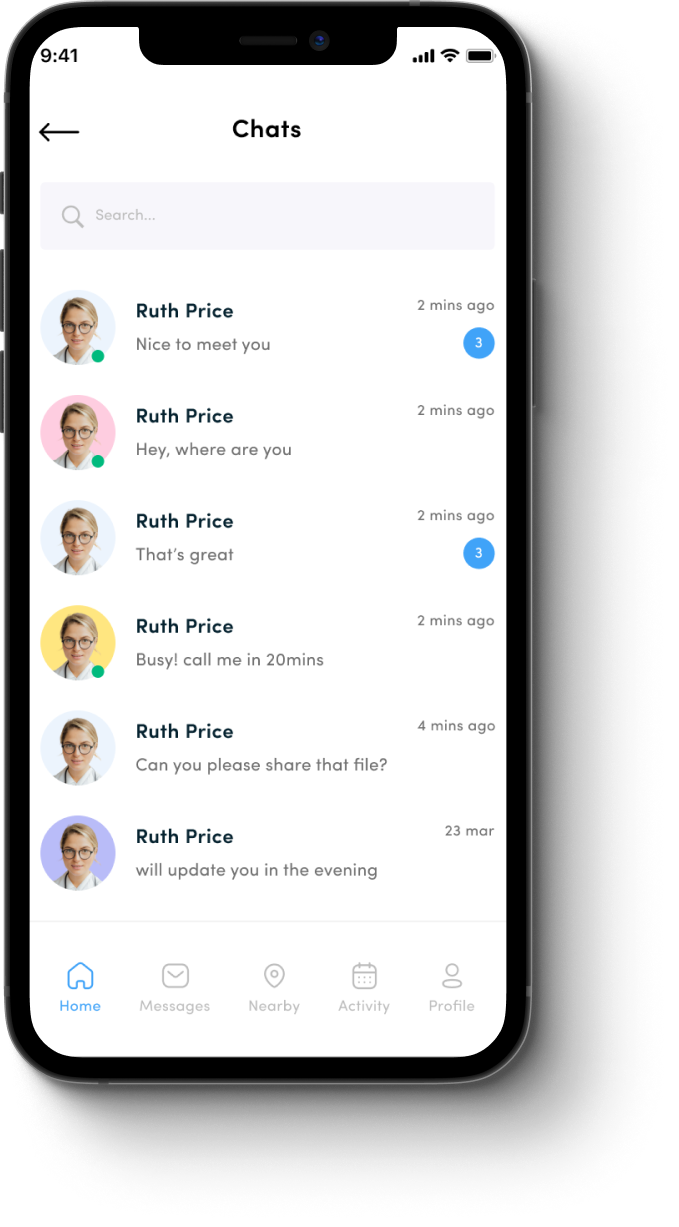 9:41
Chats
Search...
Ruth Price
2 mins ago
Nice to meet you
3
Ruth Price
2 mins ago
Hey, where are you
Ruth Price
2 mins ago
That's great
3
Ruth Price
2 mins ago
Busy! call me in 20mins
Ruth Price
4 mins ago
Can you please share that file?
Ruth Price
23 mar
will update you in the evening
Home Messages Nearby Activity Profile